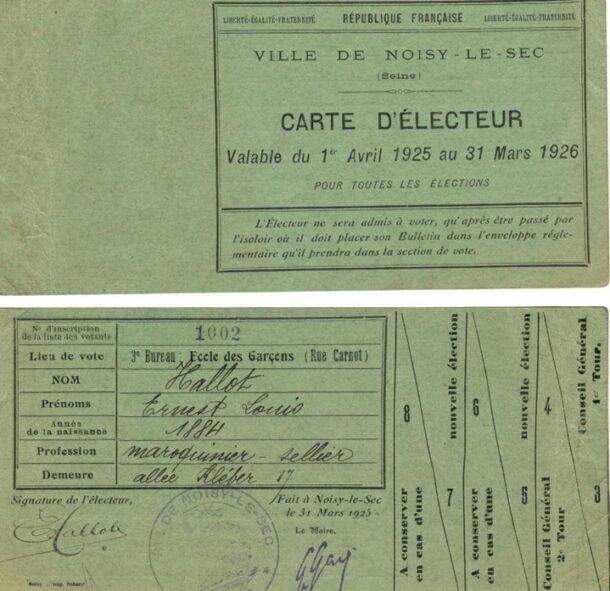 LIBERTÉ-ÉGALITÉ-FRATERNITÉ RÉPUBLIQUE FRANÇAISE LIBERTÉ-ÉGALITÉ-FRATERNITÉ
VILLE DE NOISY-LE-SEC
(Seine)
CARTE D'ÉLECTEUR
Valable du 1er Avril 1925 au 31 Mars 1926
POUR TOUTES LES ÉLECTIONS
L'Électeur ne sera admis à voter, qu'après être passé par
l'isoloir où il doit placer son Bulletin dans l'enveloppe régle-
mentaire qu'il prendra dans la section de vote.
N° d'inscription
de la liste des votants 1002
Lieu de vote 3e Bureau : Ecole des Garçons (Rue Carnot)
NOM Hallot
Prénoms Ernest Louis
Année
de la naissance 1884
Profession maroquinier - sellier
Demeure allée Kléber 17
Signature de l'électeur,
EHallot
Fait à Noisy-le-Sec
le 31 Mars 1925
Le Maire,
DE NOISY-LE-SEC
8
A conserver
en cas d'une
nouvelle élection
7
6
A conserver
en cas d'une
nouvelle élection
5
4
Conseil Général
2e Tour
Conseil Général
1er Tour.
3